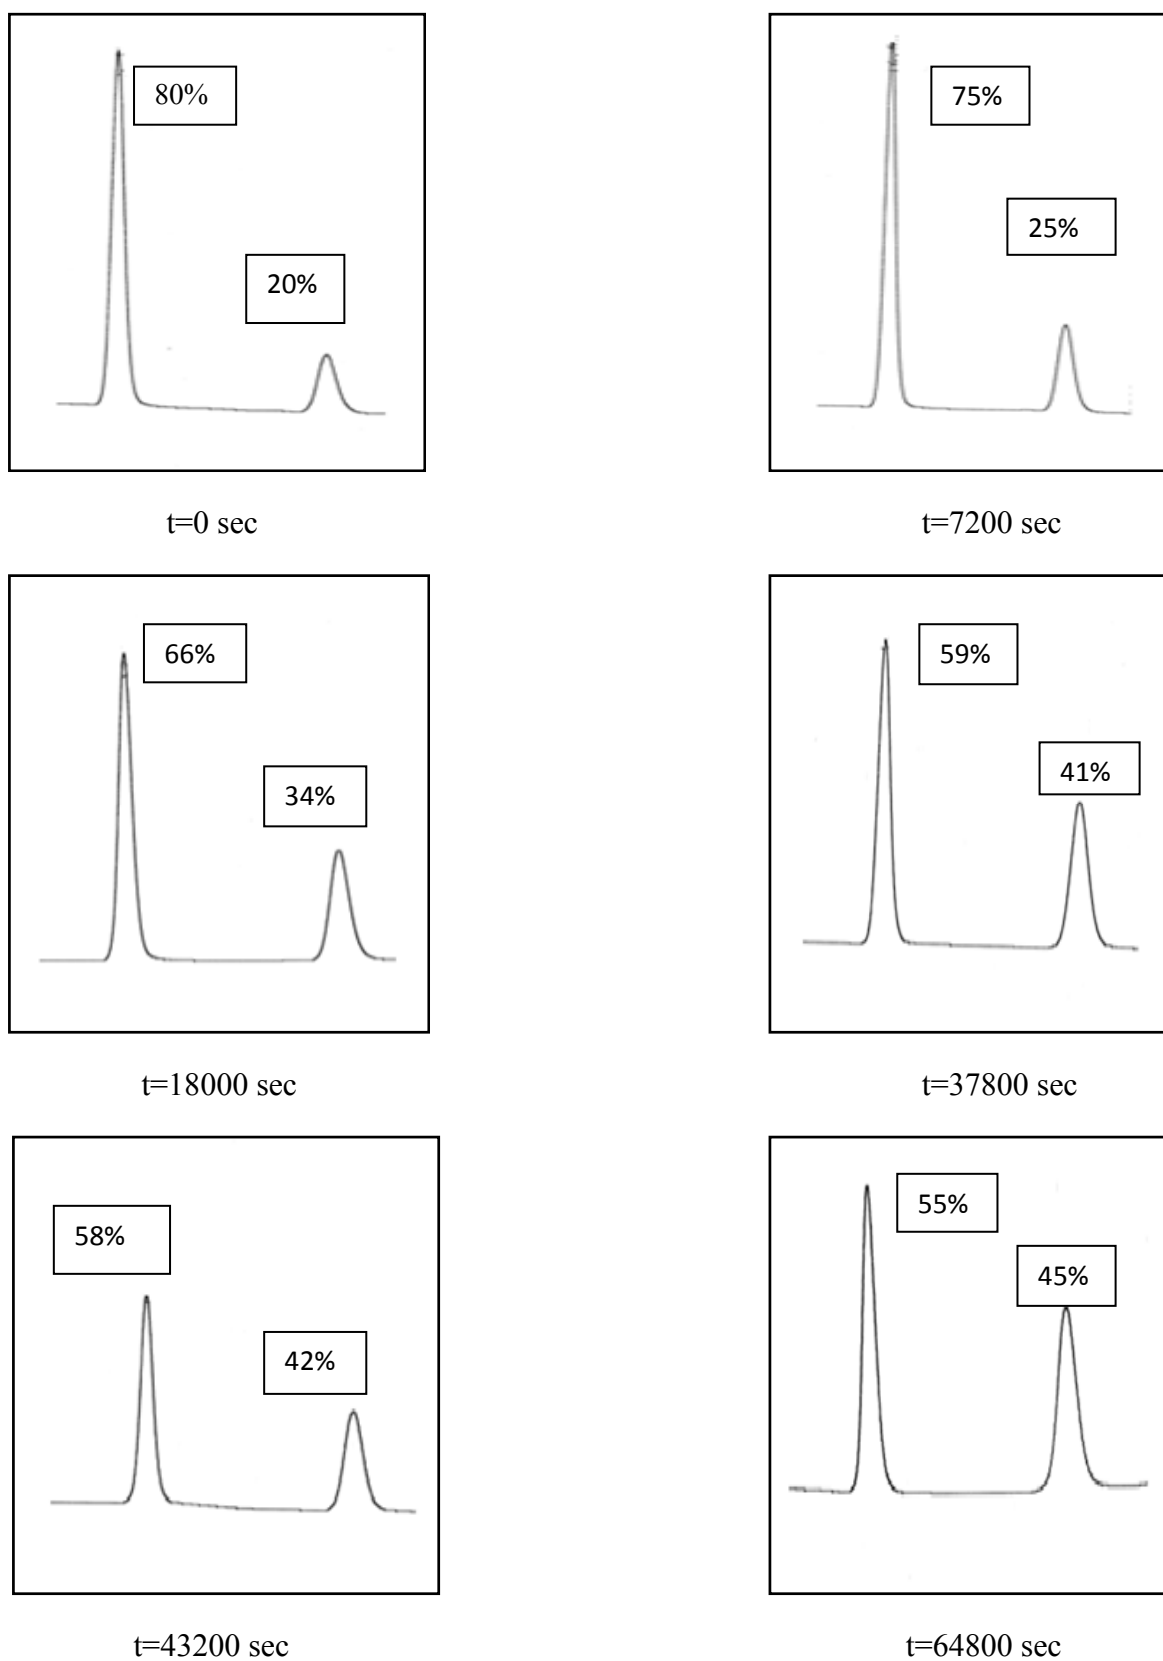 80%
20%
t=0 sec
75%
25%
t=7200 sec
66%
34%
t=18000 sec
59%
41%
t=37800 sec
58%
42%
t=43200 sec
55%
45%
t=64800 sec